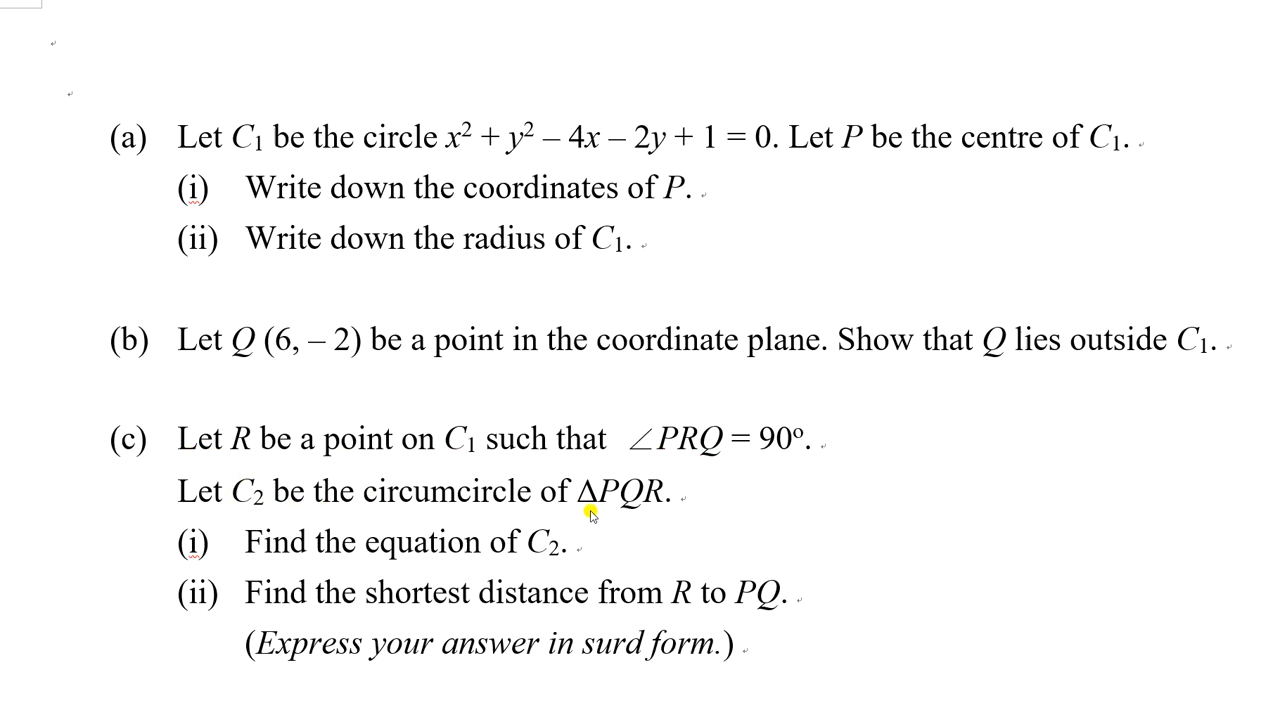 (a) Let C₁ be the circle x² + y² – 4x – 2y + 1 = 0. Let P be the centre of C₁.
(i) Write down the coordinates of P.
(ii) Write down the radius of C₁.
(b) Let Q (6, – 2) be a point in the coordinate plane. Show that Q lies outside C₁.
(c) Let R be a point on C₁ such that ∠PRQ = 90º.
Let C₂ be the circumcircle of ΔPQR.
(i) Find the equation of C₂.
(ii) Find the shortest distance from R to PQ.
(Express your answer in surd form.)